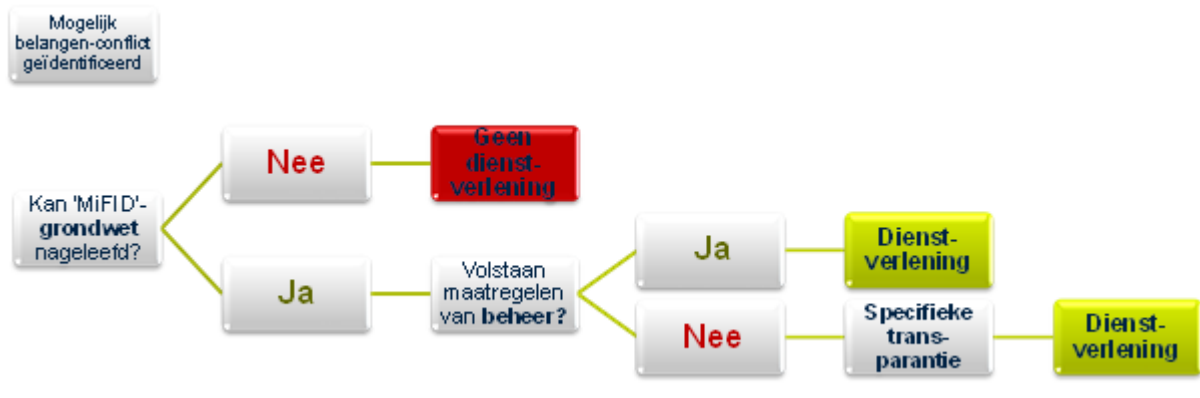 Mogelijk
belangen-conflict
geïdentificeerd
Nee
Geen
dienst-
verlening
Kan 'MiFID'-
grondwet
nageleefd?
Ja
Volstaan
maatregelen
van beheer?
Ja
Dienst-
verlening
Nee
Specifieke
trans-
parantie
Dienst-
verlening